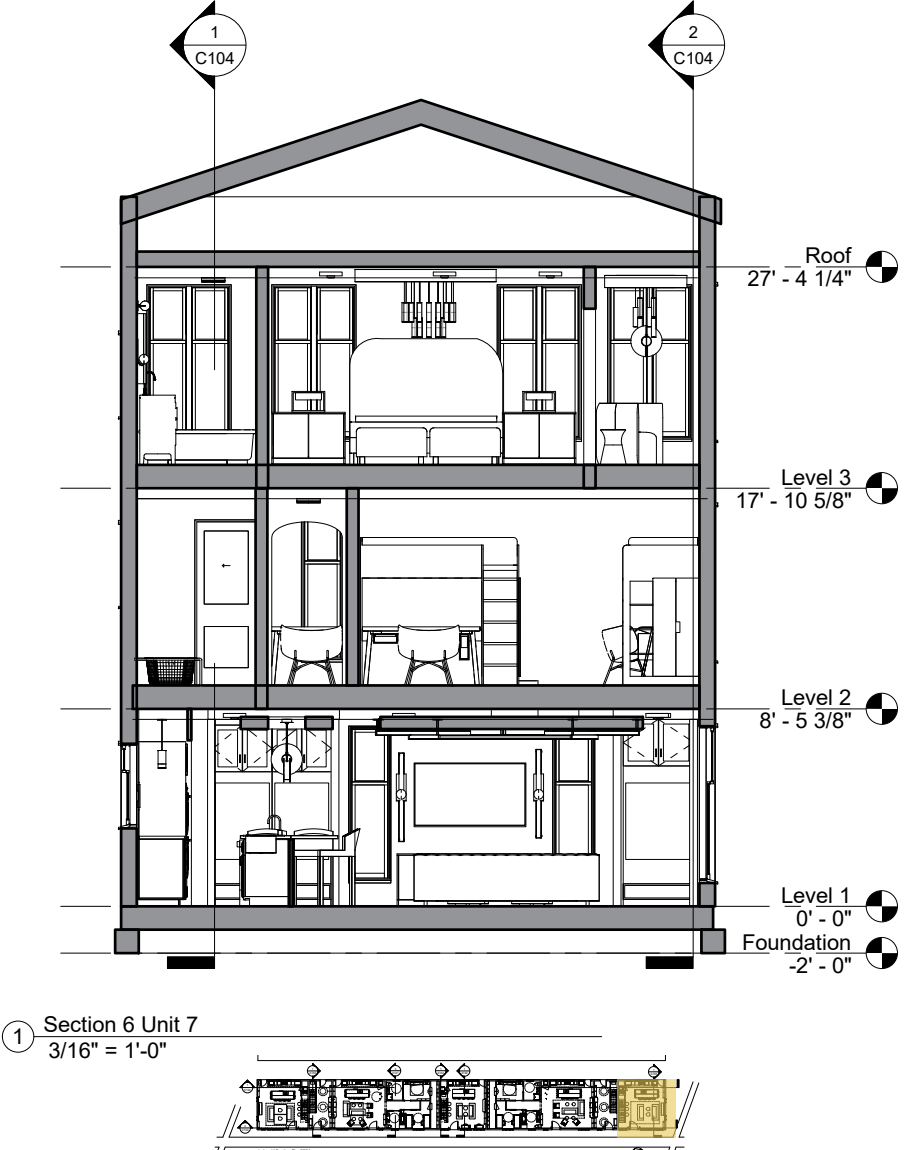 1
C104
2
C104
Roof
27' - 4 1/4"
Level 3
17' - 10 5/8"
Level 2
8' - 5 3/8"
Level 1
0' - 0"
Foundation
-2' - 0"
1
Section 6 Unit 7
3/16" = 1'-0"